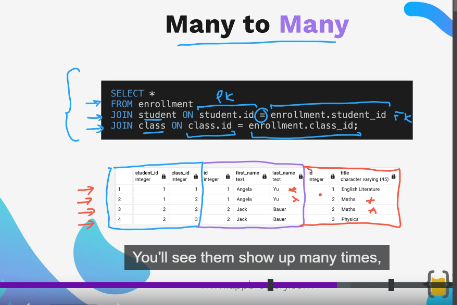 Many to Many
PK
SELECT *
FROM enrollment
JOIN student ON student.id = enrollment.student_id FK
JOIN class ON class.id = enrollment.class_id;
student_id class_id id first_name last_name id title
integer integer integer text text integer character varying (45)
1 1 1 1 Angela Yu 1 English Literature
2 1 2 1 Angela Yu 2 Maths
3 2 2 2 Jack Bauer 2 Maths
4 2 3 2 Jack Bauer 3 Physics
You'll see them show up many times,